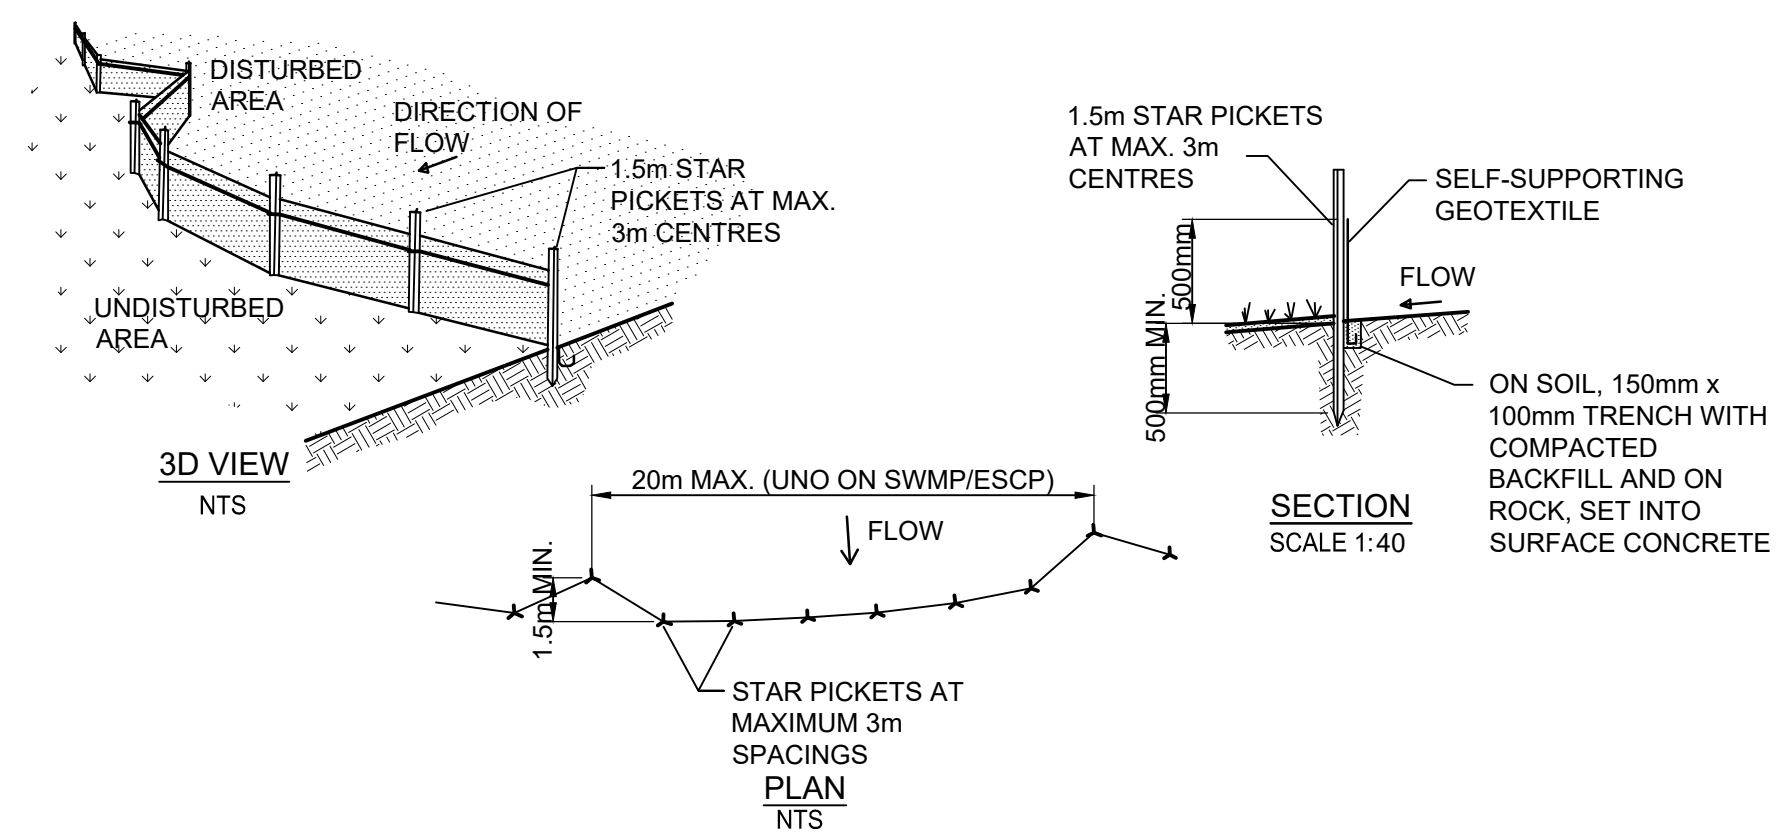 DISTURBED
AREA
DIRECTION OF
FLOW
1.5m STAR
PICKETS AT MAX.
3m CENTRES
UNDISTURBED
AREA
3D VIEW
NTS
1.5m STAR PICKETS
AT MAX. 3m
CENTRES
SELF-SUPPORTING
GEOTEXTILE
500mm
FLOW
500mm MIN.
ON SOIL, 150mm x
100mm TRENCH WITH
COMPACTED
BACKFILL AND ON
ROCK, SET INTO
SURFACE CONCRETE
SECTION
SCALE 1:40
20m MAX. (UNO ON SWMP/ESCP)
FLOW
1.5m MIN.
STAR PICKETS AT
MAXIMUM 3m
SPACINGS
PLAN
NTS